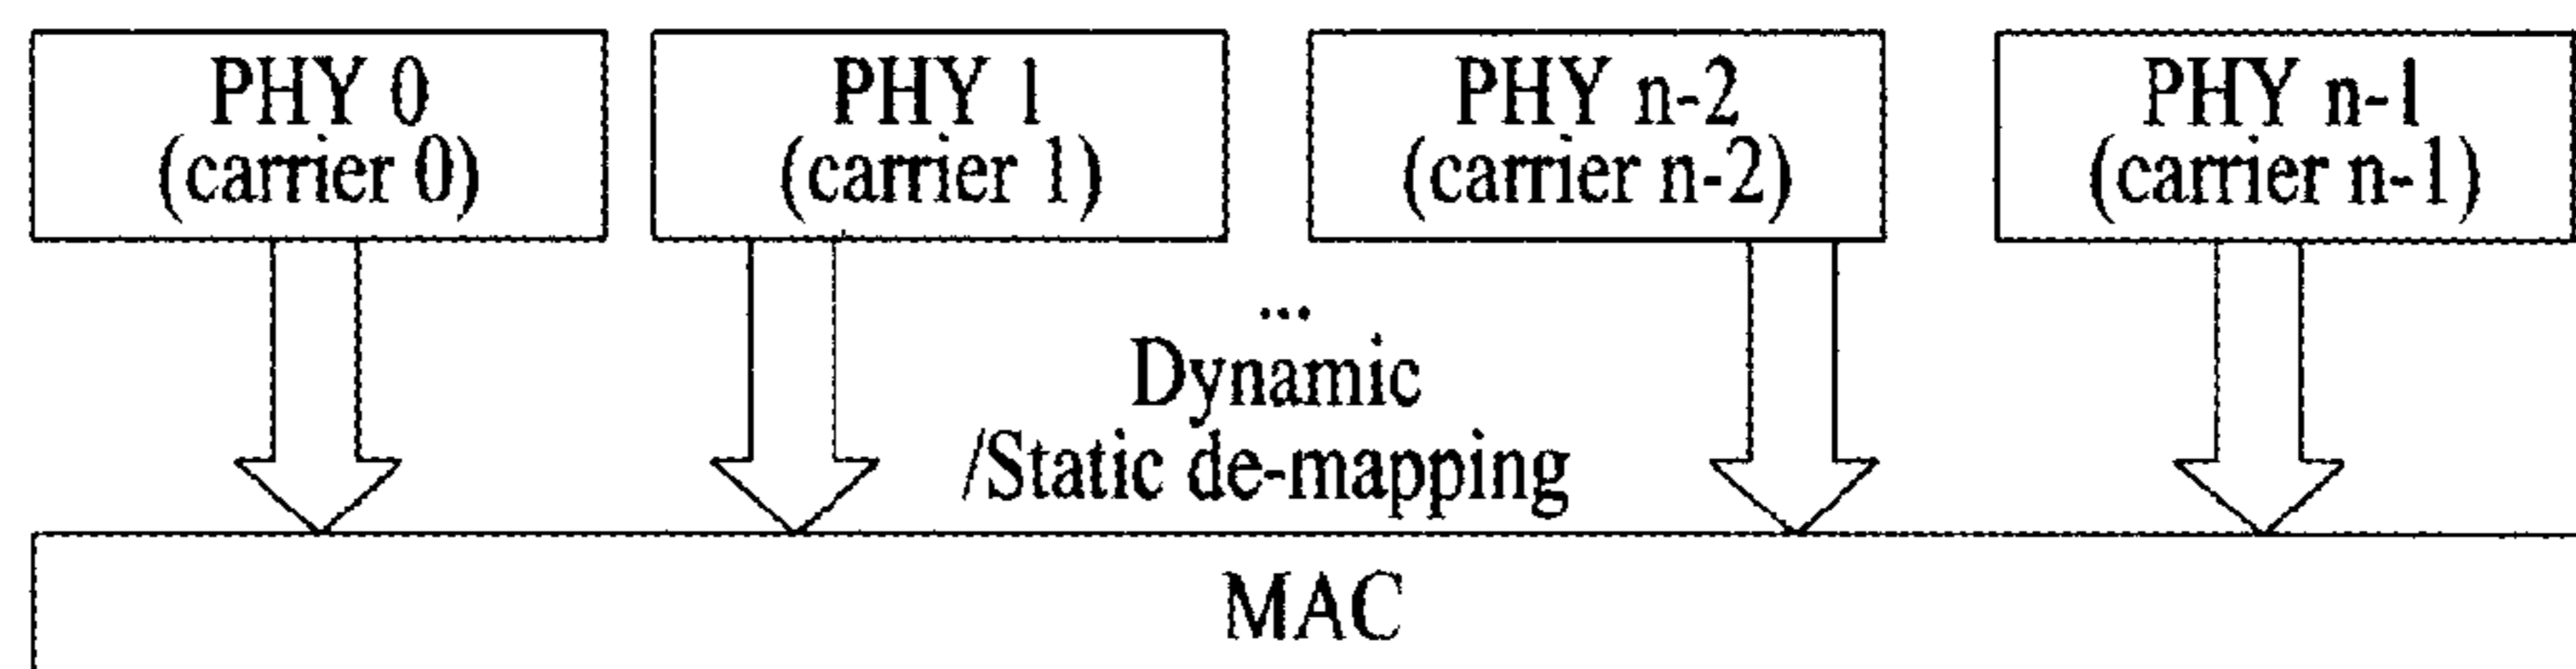 PHY 0
(carrier 0)
PHY 1
(carrier 1)
PHY n-2
(carrier n-2)
PHY n-1
(carrier n-1)
...
Dynamic
/Static de-mapping
MAC